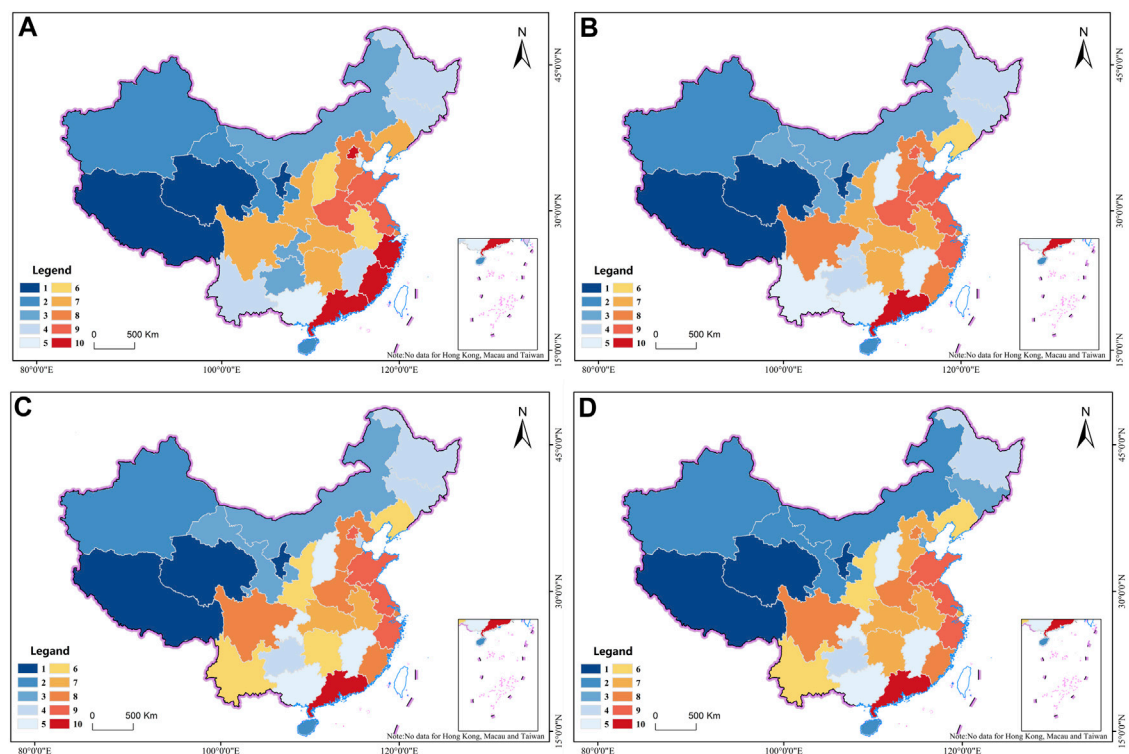 A
N
Legend
1 6
2 7
3 8
4 9
5 10
0 500 Km
Note:No data for Hong Kong, Macau and Taiwan
80°0'0"E 100°0'0"E 120°0'0"E
45°0'0"N
30°0'0"N
15°0'0"N
B
N
Legand
1 6
2 7
3 8
4 9
5 10
0 500 Km
Note:No data for Hong Kong, Macau and Taiwan
80°0'0"E 100°0'0"E 120°0'0"E
45°0'0"N
30°0'0"N
15°0'0"N
C
N
Legand
1 6
2 7
3 8
4 9
5 10
0 500 Km
Note:No data for Hong Kong, Macau and Taiwan
80°0'0"E 100°0'0"E 120°0'0"E
45°0'0"N
30°0'0"N
15°0'0"N
D
N
Legand
1 6
2 7
3 8
4 9
5 10
0 500 Km
Note:No data for Hong Kong, Macau and Taiwan
80°0'0"E 100°0'0"E 120°0'0"E
45°0'0"N
30°0'0"N
15°0'0"N